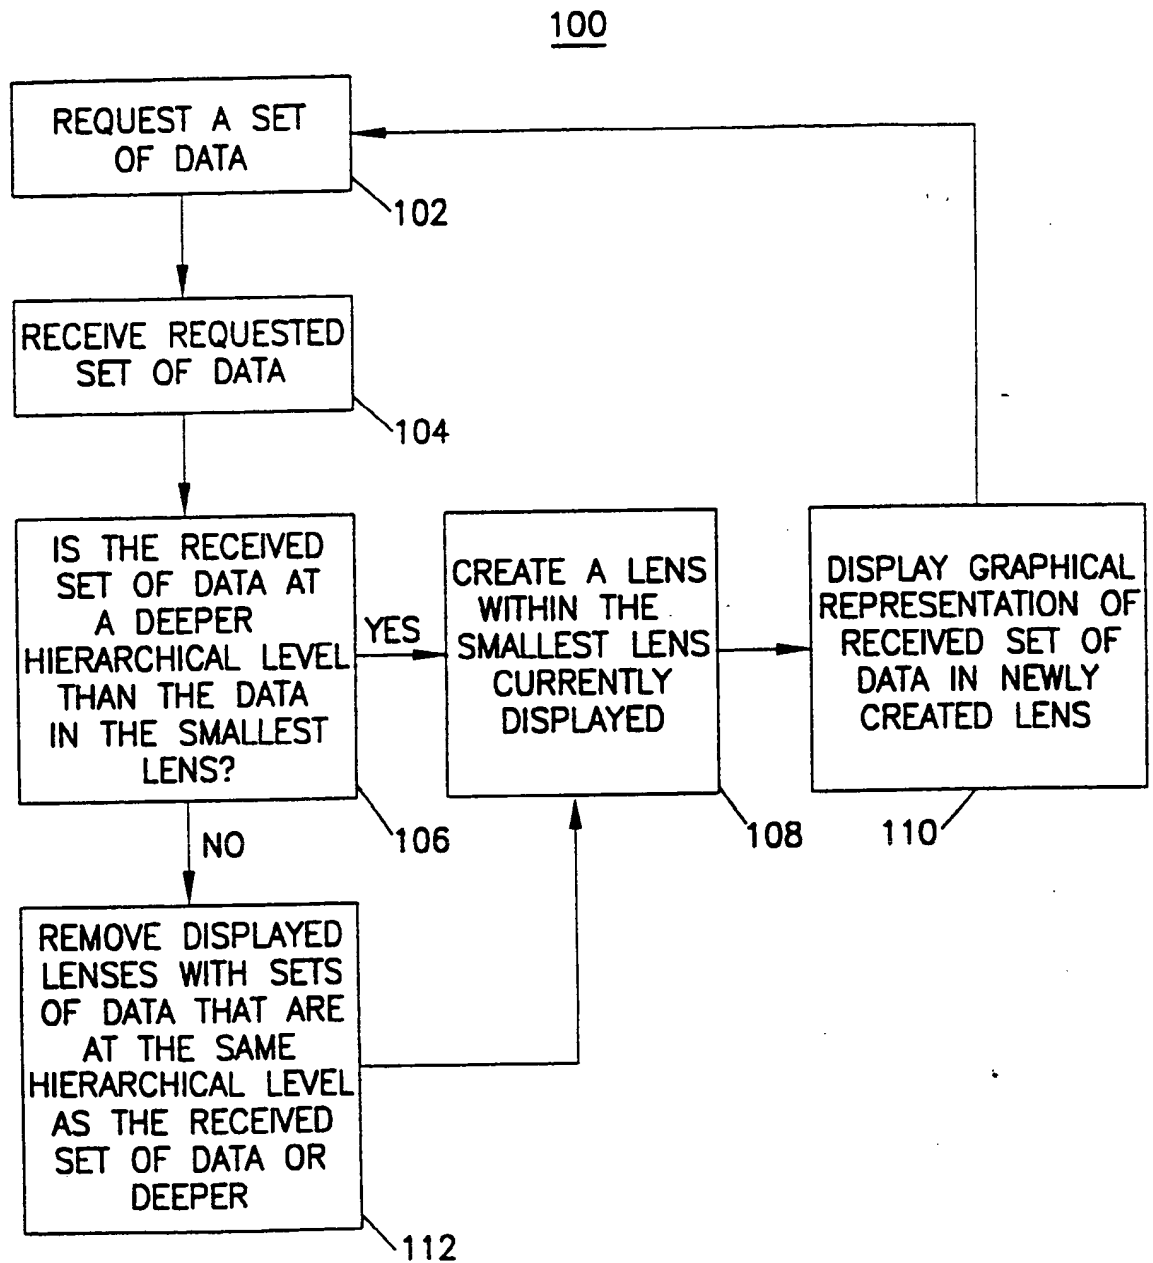 100
REQUEST A SET
OF DATA
102
RECEIVE REQUESTED
SET OF DATA
104
IS THE RECEIVED
SET OF DATA AT
A DEEPER
HIERARCHICAL LEVEL
THAN THE DATA
IN THE SMALLEST
LENS?
106
YES
NO
CREATE A LENS
WITHIN THE
SMALLEST LENS
CURRENTLY
DISPLAYED
108
DISPLAY GRAPHICAL
REPRESENTATION OF
RECEIVED SET OF
DATA IN NEWLY
CREATED LENS
110
REMOVE DISPLAYED
LENSES WITH SETS
OF DATA THAT ARE
AT THE SAME
HIERARCHICAL LEVEL
AS THE RECEIVED
SET OF DATA OR
DEEPER
112